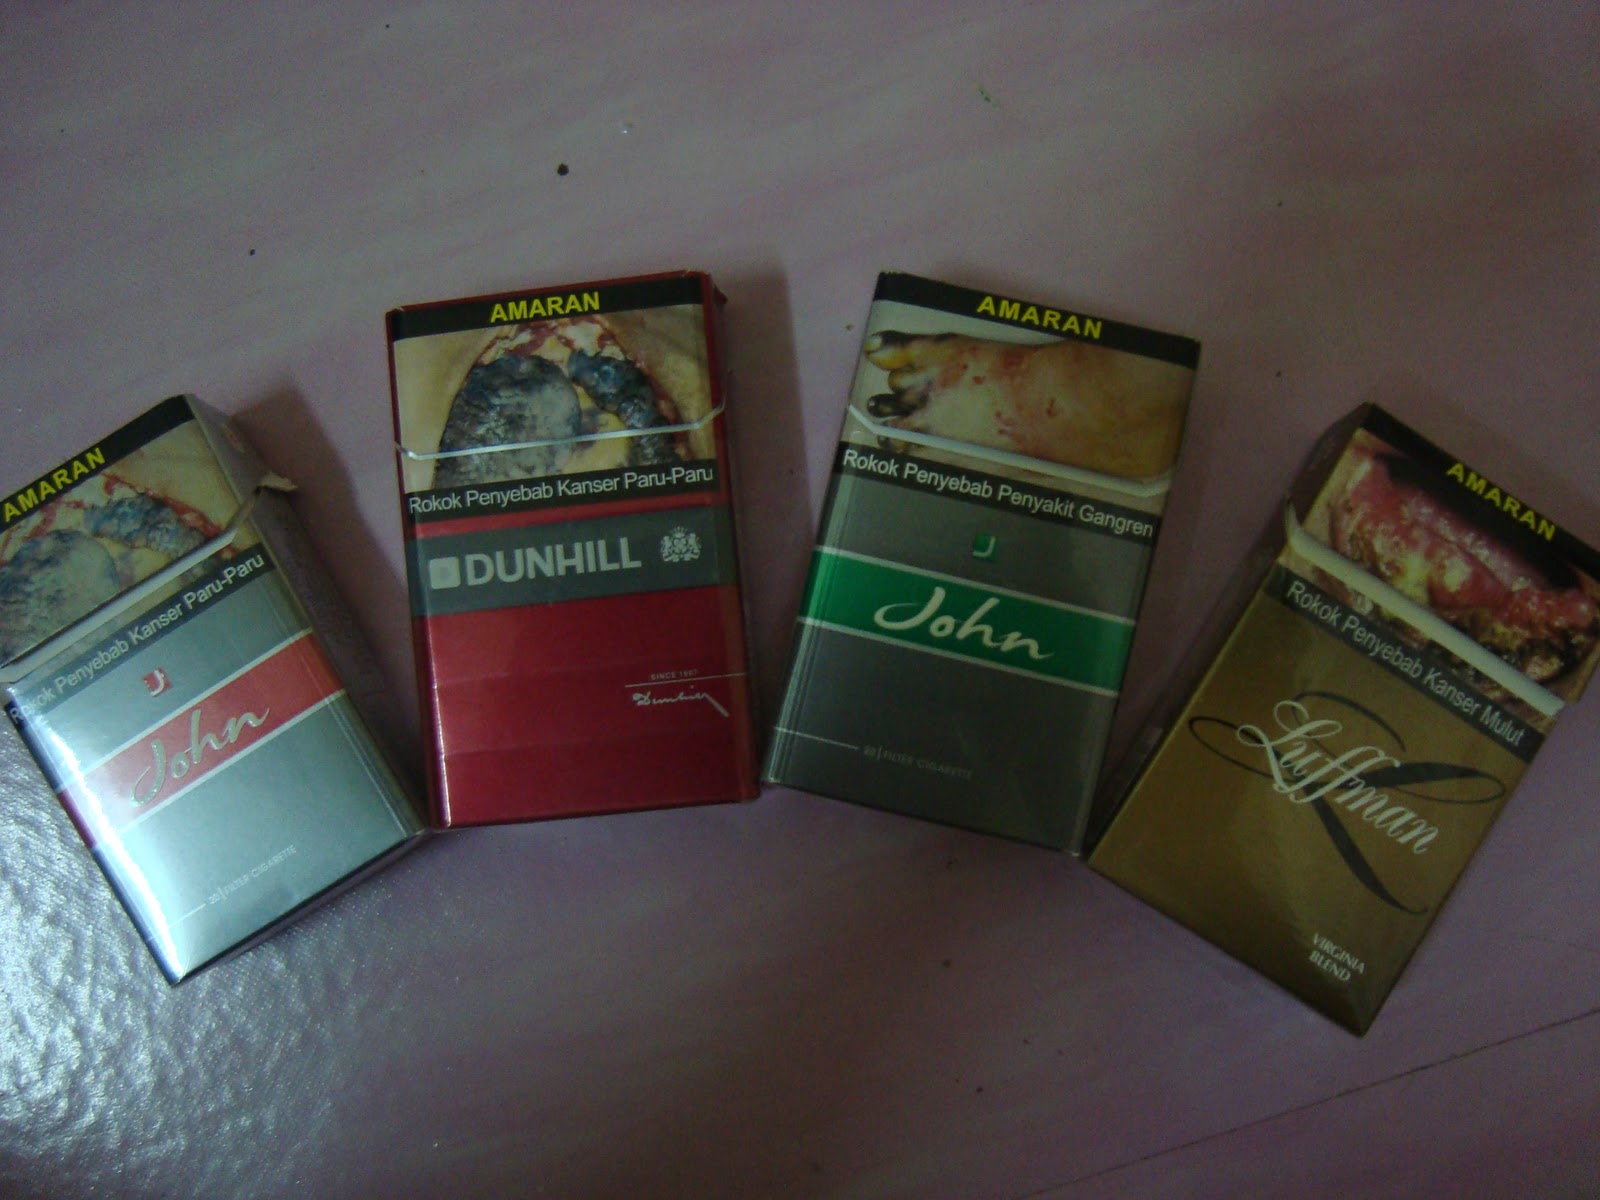 AMARAN
Rokok Penyebab Kanser Paru-Paru
J
John
20 | FILTER CIGARETTE
AMARAN
Rokok Penyebab Kanser Paru-Paru
DUNHILL
SINCE 1907
Dunhill
AMARAN
Rokok Penyebab Penyakit Gangren
J
John
20 | FILTER CIGARETTE
AMARAN
Rokok Penyebab Kanser Mulut
L
Luffman
VIRGINIA
BLEND